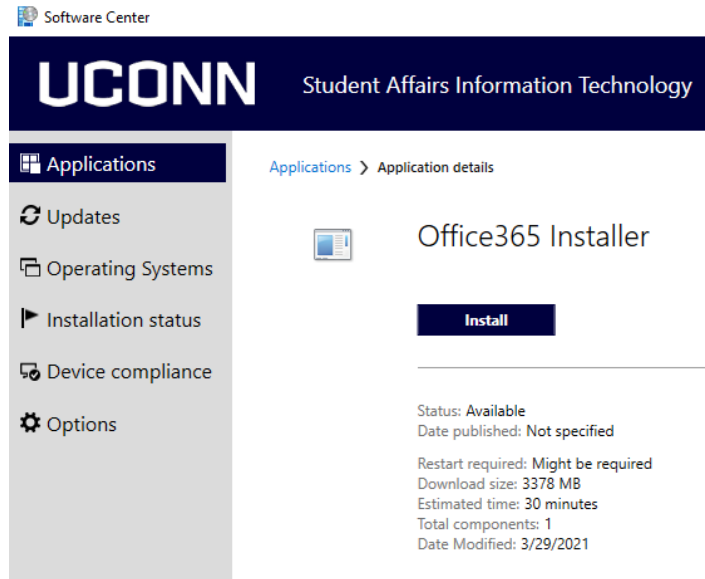 Software Center
UCONN
Student Affairs Information Technology
Applications
Updates
Operating Systems
Installation status
Device compliance
Options
Applications ❯ Application details
Office365 Installer
Install
Status: Available
Date published: Not specified
Restart required: Might be required
Download size: 3378 MB
Estimated time: 30 minutes
Total components: 1
Date Modified: 3/29/2021